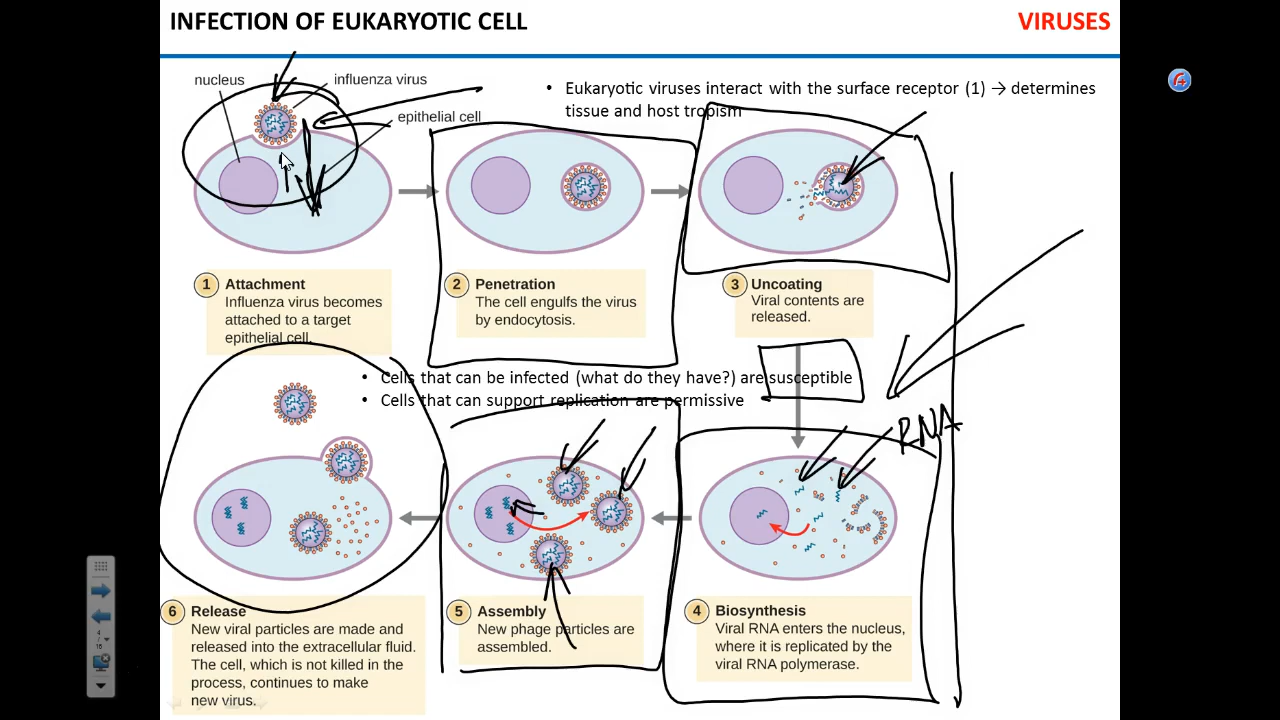 INFECTION OF EUKARYOTIC CELL
VIRUSES
nucleus
influenza virus
epithelial cell
• Eukaryotic viruses interact with the surface receptor (1) → determines
tissue and host tropism
1 Attachment
Influenza virus becomes
attached to a target
epithelial cell.
2 Penetration
The cell engulfs the virus
by endocytosis.
3 Uncoating
Viral contents are
released.
• Cells that can be infected (what do they have?) are susceptible
• Cells that can support replication are permissive
RNA
6 Release
New viral particles are made and
released into the extracellular fluid.
The cell, which is not killed in the
process, continues to make
new virus.
5 Assembly
New phage particles are
assembled.
4 Biosynthesis
Viral RNA enters the nucleus,
where it is replicated by the
viral RNA polymerase.